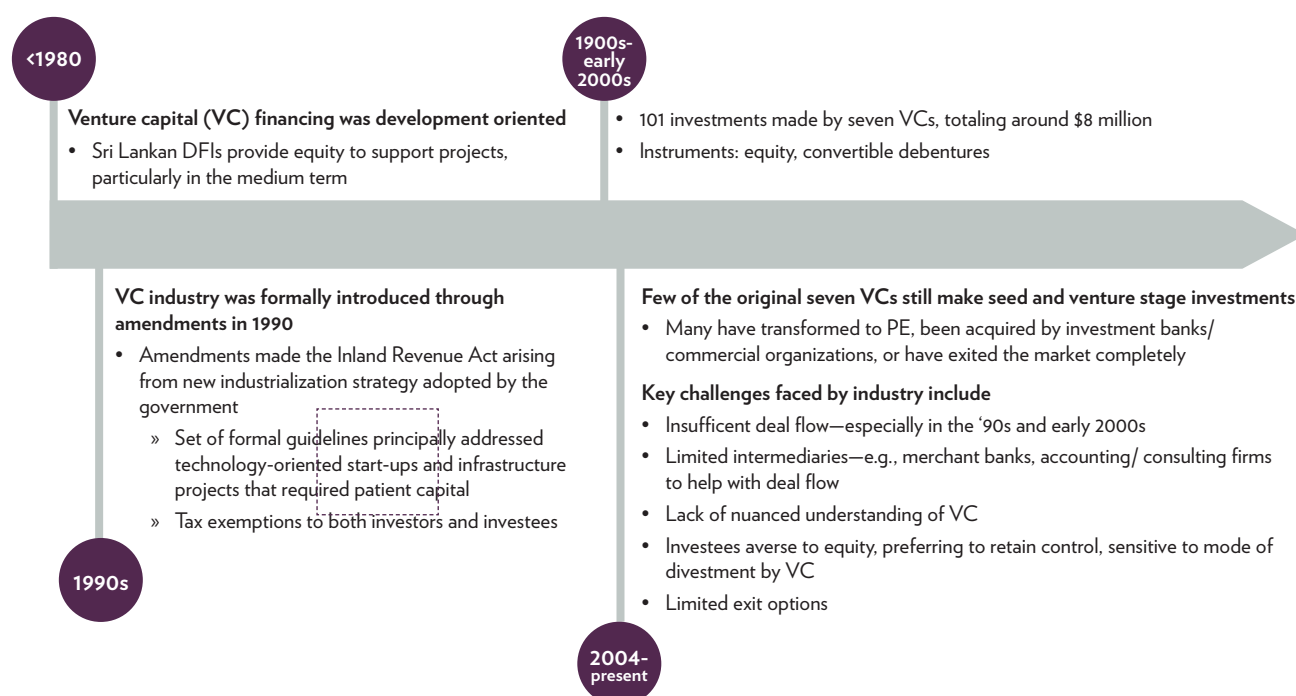 <1980
Venture capital (VC) financing was development oriented
• Sri Lankan DFIs provide equity to support projects,
particularly in the medium term
1900s-
early
2000s
• 101 investments made by seven VCs, totaling around $8 million
• Instruments: equity, convertible debentures
VC industry was formally introduced through
amendments in 1990
• Amendments made the Inland Revenue Act arising
from new industrialization strategy adopted by the
government
» Set of formal guidelines principally addressed
technology-oriented start-ups and infrastructure
projects that required patient capital
» Tax exemptions to both investors and investees
1990s
Few of the original seven VCs still make seed and venture stage investments
• Many have transformed to PE, been acquired by investment banks/
commercial organizations, or have exited the market completely
Key challenges faced by industry include
• Insufficent deal flow—especially in the ‘90s and early 2000s
• Limited intermediaries—e.g., merchant banks, accounting/ consulting firms
to help with deal flow
• Lack of nuanced understanding of VC
• Investees averse to equity, preferring to retain control, sensitive to mode of
divestment by VC
• Limited exit options
2004-
present